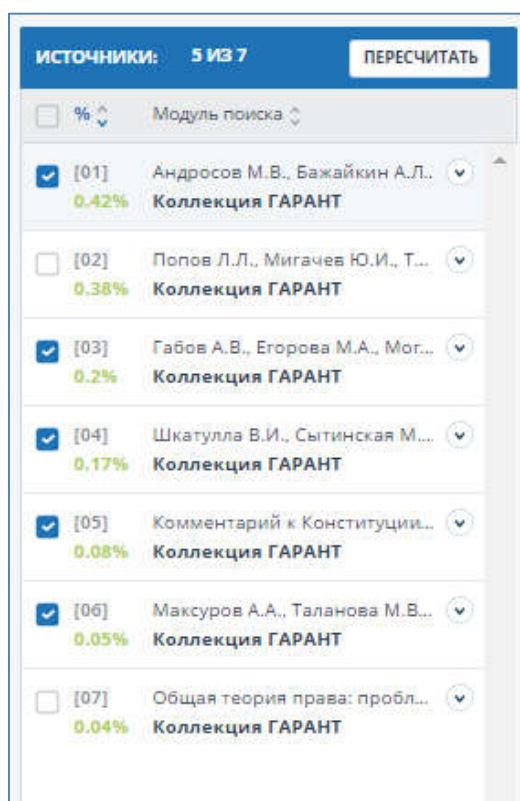 ИСТОЧНИКИ: 5 ИЗ 7 ПЕРЕСЧИТАТЬ
% Модуль поиска
[01] Андросов М.В., Бажайкин А.Л..
0.42% Коллекция ГАРАНТ
[02] Попов Л.Л., Мигачев Ю.И., Т...
0.38% Коллекция ГАРАНТ
[03] Габов А.В., Егорова М.А., Мог...
0.2% Коллекция ГАРАНТ
[04] Шкатулла В.И., Сытинская М....
0.17% Коллекция ГАРАНТ
[05] Комментарий к Конституции...
0.08% Коллекция ГАРАНТ
[06] Максуров А.А., Таланова М.В...
0.05% Коллекция ГАРАНТ
[07] Общая теория права: пробл...
0.04% Коллекция ГАРАНТ